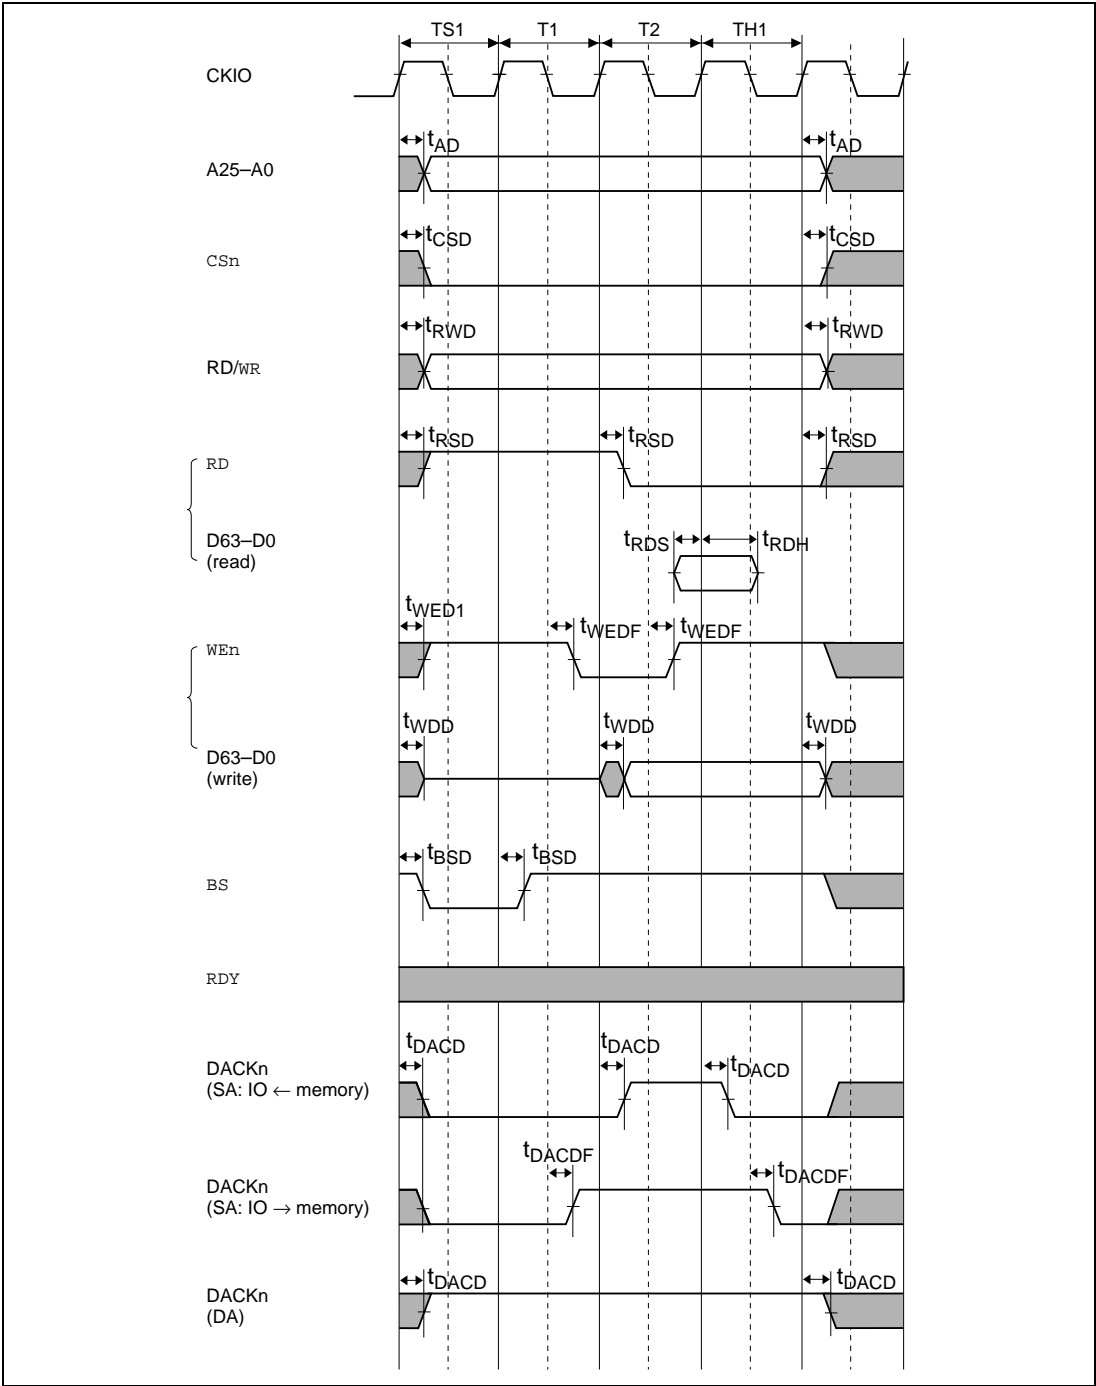 TS1 T1 T2 TH1
CKIO
tAD tAD
A25–A0
tCSD tCSD
CSn
tRWD tRWD
RD/WR
tRSD tRSD tRSD
RD
tRDS tRDH
D63–D0
(read)
tWED1 tWEDF tWEDF
WEn
tWDD tWDD tWDD
D63–D0
(write)
tBSD tBSD
BS
RDY
tDACD tDACD tDACD
DACKn
(SA: IO ← memory)
tDACDF tDACDF
DACKn
(SA: IO → memory)
tDACD tDACD
DACKn
(DA)